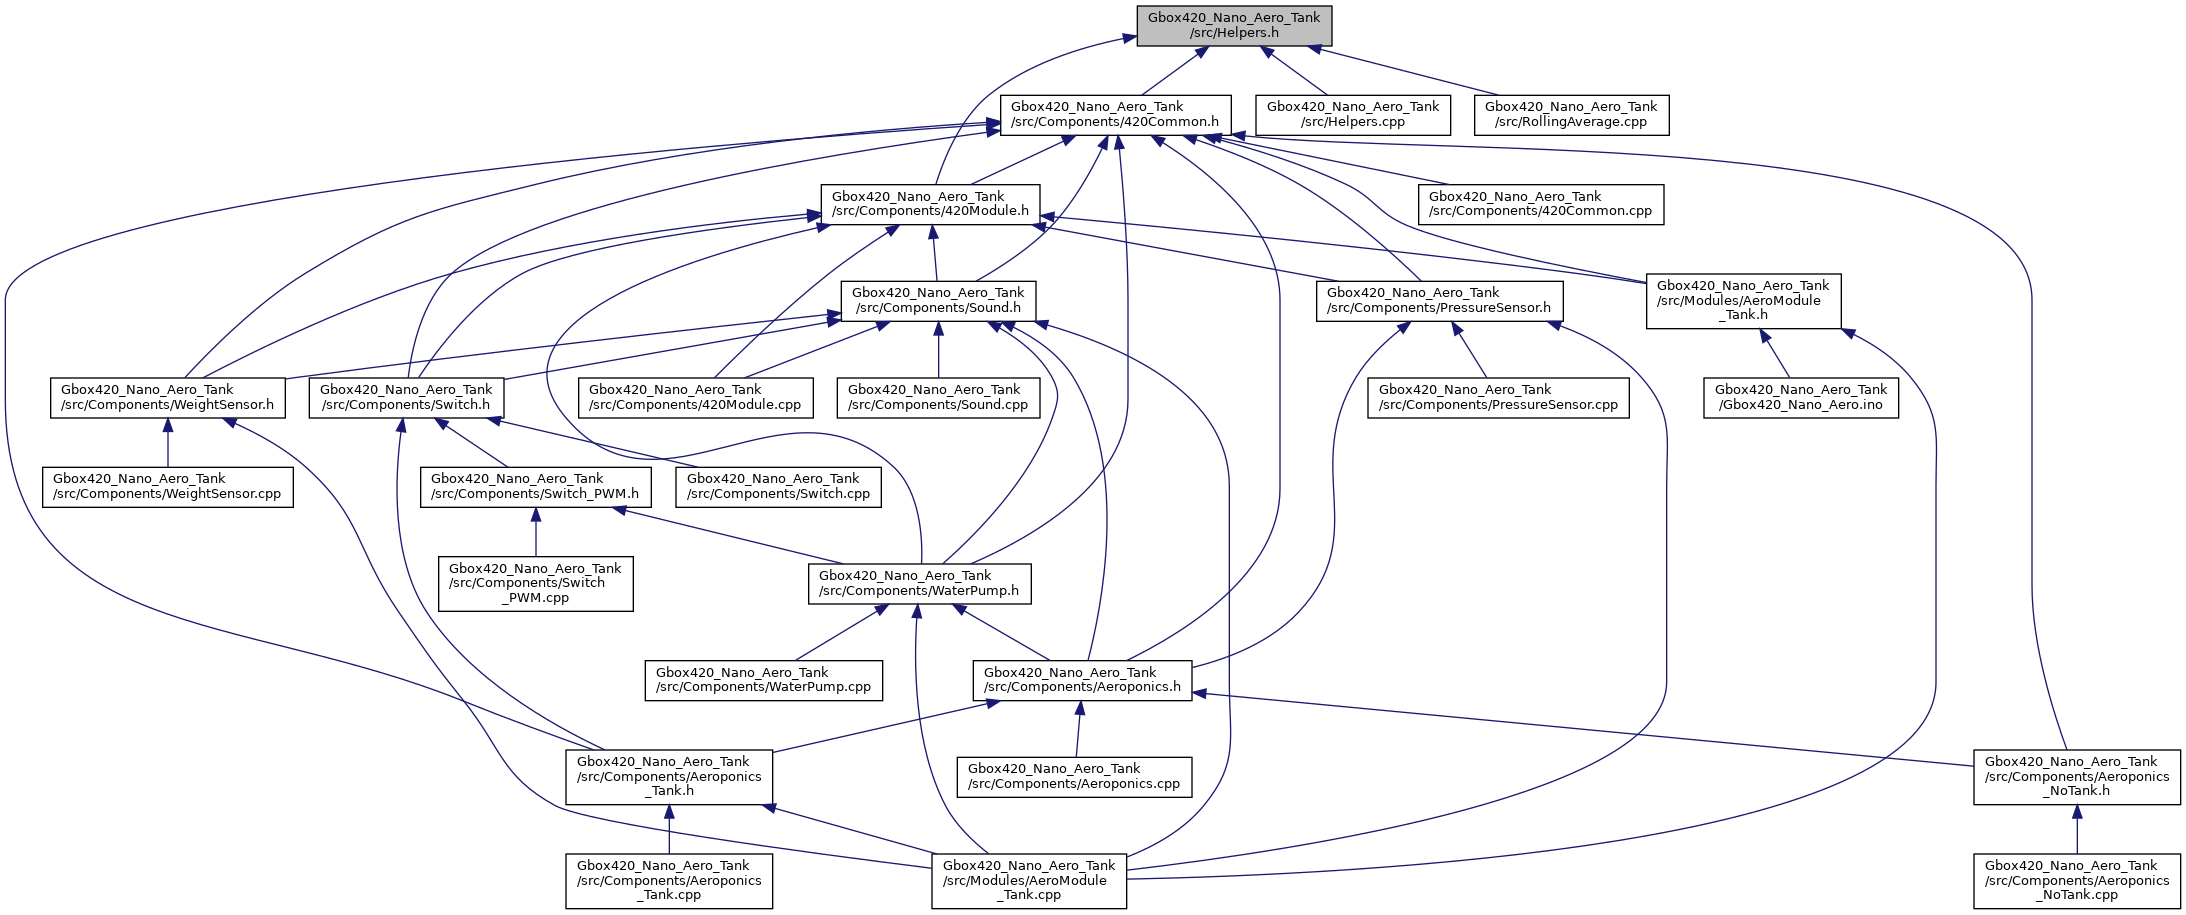 Gbox420_Nano_Aero_Tank
/src/Helpers.h
Gbox420_Nano_Aero_Tank
/src/Components/420Common.h
Gbox420_Nano_Aero_Tank
/src/Helpers.cpp
Gbox420_Nano_Aero_Tank
/src/RollingAverage.cpp
Gbox420_Nano_Aero_Tank
/src/Components/420Module.h
Gbox420_Nano_Aero_Tank
/src/Components/420Common.cpp
Gbox420_Nano_Aero_Tank
/src/Components/Sound.h
Gbox420_Nano_Aero_Tank
/src/Components/PressureSensor.h
Gbox420_Nano_Aero_Tank
/src/Modules/AeroModule
_Tank.h
Gbox420_Nano_Aero_Tank
/src/Components/WeightSensor.h
Gbox420_Nano_Aero_Tank
/src/Components/Switch.h
Gbox420_Nano_Aero_Tank
/src/Components/420Module.cpp
Gbox420_Nano_Aero_Tank
/src/Components/Sound.cpp
Gbox420_Nano_Aero_Tank
/src/Components/PressureSensor.cpp
Gbox420_Nano_Aero_Tank
/Gbox420_Nano_Aero.ino
Gbox420_Nano_Aero_Tank
/src/Components/WeightSensor.cpp
Gbox420_Nano_Aero_Tank
/src/Components/Switch_PWM.h
Gbox420_Nano_Aero_Tank
/src/Components/Switch.cpp
Gbox420_Nano_Aero_Tank
/src/Components/Switch
_PWM.cpp
Gbox420_Nano_Aero_Tank
/src/Components/WaterPump.h
Gbox420_Nano_Aero_Tank
/src/Components/WaterPump.cpp
Gbox420_Nano_Aero_Tank
/src/Components/Aeroponics.h
Gbox420_Nano_Aero_Tank
/src/Components/Aeroponics
_Tank.h
Gbox420_Nano_Aero_Tank
/src/Components/Aeroponics.cpp
Gbox420_Nano_Aero_Tank
/src/Components/Aeroponics
_NoTank.h
Gbox420_Nano_Aero_Tank
/src/Components/Aeroponics
_Tank.cpp
Gbox420_Nano_Aero_Tank
/src/Modules/AeroModule
_Tank.cpp
Gbox420_Nano_Aero_Tank
/src/Components/Aeroponics
_NoTank.cpp